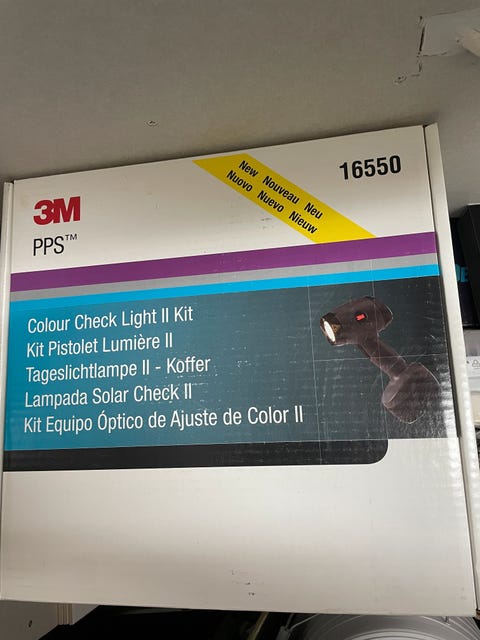 16550
New Nouveau Neu
Nuovo Nuevo Nieuw
3M
PPS™
Colour Check Light II Kit
Kit Pistolet Lumière II
Tageslichtlampe II - Koffer
Lampada Solar Check II
Kit Equipo Óptico de Ajuste de Color II